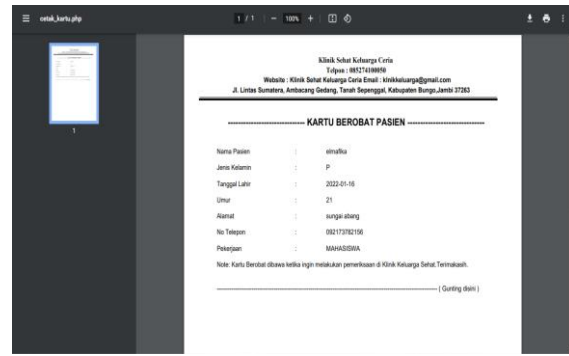 cetak_kartu.php
1 / 1
100%
1
Klinik Sehat Keluarga Ceria
Telpon : 085274100050
Website : Klinik Sehat Keluarga Ceria Email : kinikkeluarga@gmail.com
Jl. Lintas Sumatera, Ambacang Gedang, Tanah Sepenggal, Kabupaten Bungo,Jambi 37263
------------------------------ KARTU BEROBAT PASIEN ------------------------------
Nama Pasien : elmafika
Jenis Kelamin : P
Tanggal Lahir : 2022-01-16
Umur : 21
Alamat : sungai abang
No Telepon : 082173782156
Pekerjaan : MAHASISWA
Note: Kartu Berobat dibawa ketika ingin melakukan pemeriksaan di Klinik Keluarga Sehat.Terimakasih.
---------------------------------------------------------------- ( Gunting disini )